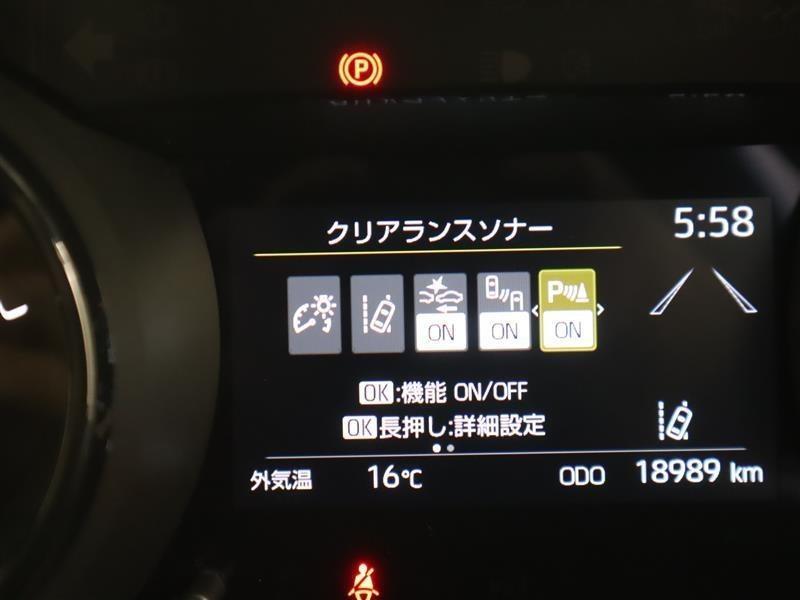 P
クリアランスソナー
5:58
P
ON
ON
ON
OK:機能 ON/OFF
OK長押し:詳細設定
外気温 16℃ ODO 18989 km